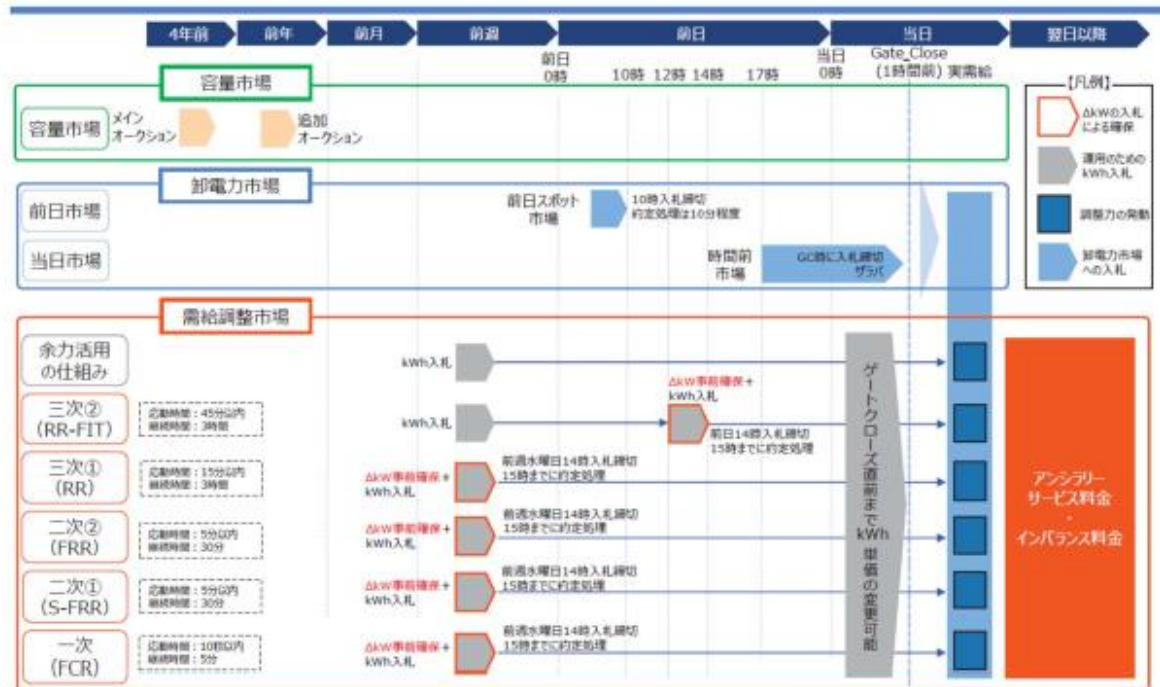 4年前
前年
前月
前週
前日
当日
翌日以降
前日
0時
10時
12時
14時
17時
当日
0時
Gate_Close
(1時間前)
実需給
容量市場
容量市場
メイン
オークション
追加
オークション
【凡例】
ΔkWの入札
による確保
運用のための
kWh入札
調整力の発動
卸電力市場
への入札
卸電力市場
前日市場
当日市場
前日スポット
市場
10時入札締切
約定処理は10分程度
時間前
市場
GC時に入札締切
ザラバ
需給調整市場
余力活用
の仕組み
kWh入札
三次②
(RR-FIT)
応動時間:45分以内
継続時間:3時間
kWh入札
ΔkW事前確保+
kWh入札
前日14時入札締切
15時までに約定処理
三次①
(RR)
応動時間:15分以内
継続時間:3時間
ΔkW事前確保+
kWh入札
前週水曜日14時入札締切
15時までに約定処理
二次②
(FRR)
応動時間:5分以内
継続時間:30分
ΔkW事前確保+
kWh入札
前週水曜日14時入札締切
15時までに約定処理
二次①
(S-FRR)
応動時間:5分以内
継続時間:30分
ΔkW事前確保+
kWh入札
前週水曜日14時入札締切
15時までに約定処理
一次
(FCR)
応動時間:10秒以内
継続時間:5分
ΔkW事前確保+
kWh入札
前週水曜日14時入札締切
15時までに約定処理
ゲートクローズ直前までkWh単価の変更可能
アンシラリー
サービス料金
・
インバランス料金